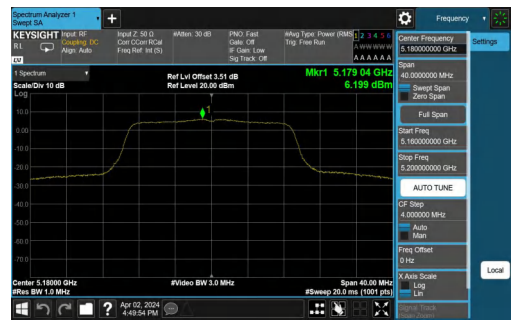 Spectrum Analyzer 1
Swept SA
Frequency
KEYSIGHT
RL
LV
Input: RF
Coupling: DC
Align: Auto
Input Z: 50 Ω
Corr CCorr RCal
Freq Ref: Int (S)
#Atten: 30 dB
PNO: Fast
Gate: Off
IF Gain: Low
Sig Track: Off
#Avg Type: Power (RMS
Trig: Free Run
1 2 3 4 5 6
A W W W W W
A A A A A A
1 Spectrum
Scale/Div 10 dB
Log
Ref Lvl Offset 3.51 dB
Ref Level 20.00 dBm
Mkr1 5.179 04 GHz
6.199 dBm
1
10.0
0.00
-10.0
-20.0
-30.0
-40.0
-50.0
-60.0
-70.0
Center 5.18000 GHz
#Res BW 1.0 MHz
#Video BW 3.0 MHz
Span 40.00 MHz
#Sweep 20.0 ms (1001 pts)
Center Frequency
5.180000000 GHz
Span
40.0000000 MHz
Swept Span
Zero Span
Full Span
Start Freq
5.160000000 GHz
Stop Freq
5.200000000 GHz
AUTO TUNE
CF Step
4.000000 MHz
Auto
Man
Freq Offset
0 Hz
X Axis Scale
Log
Lin
Signal Track
(Span Zoom)
Settings
Local
Apr 02, 2024
4:49:54 PM